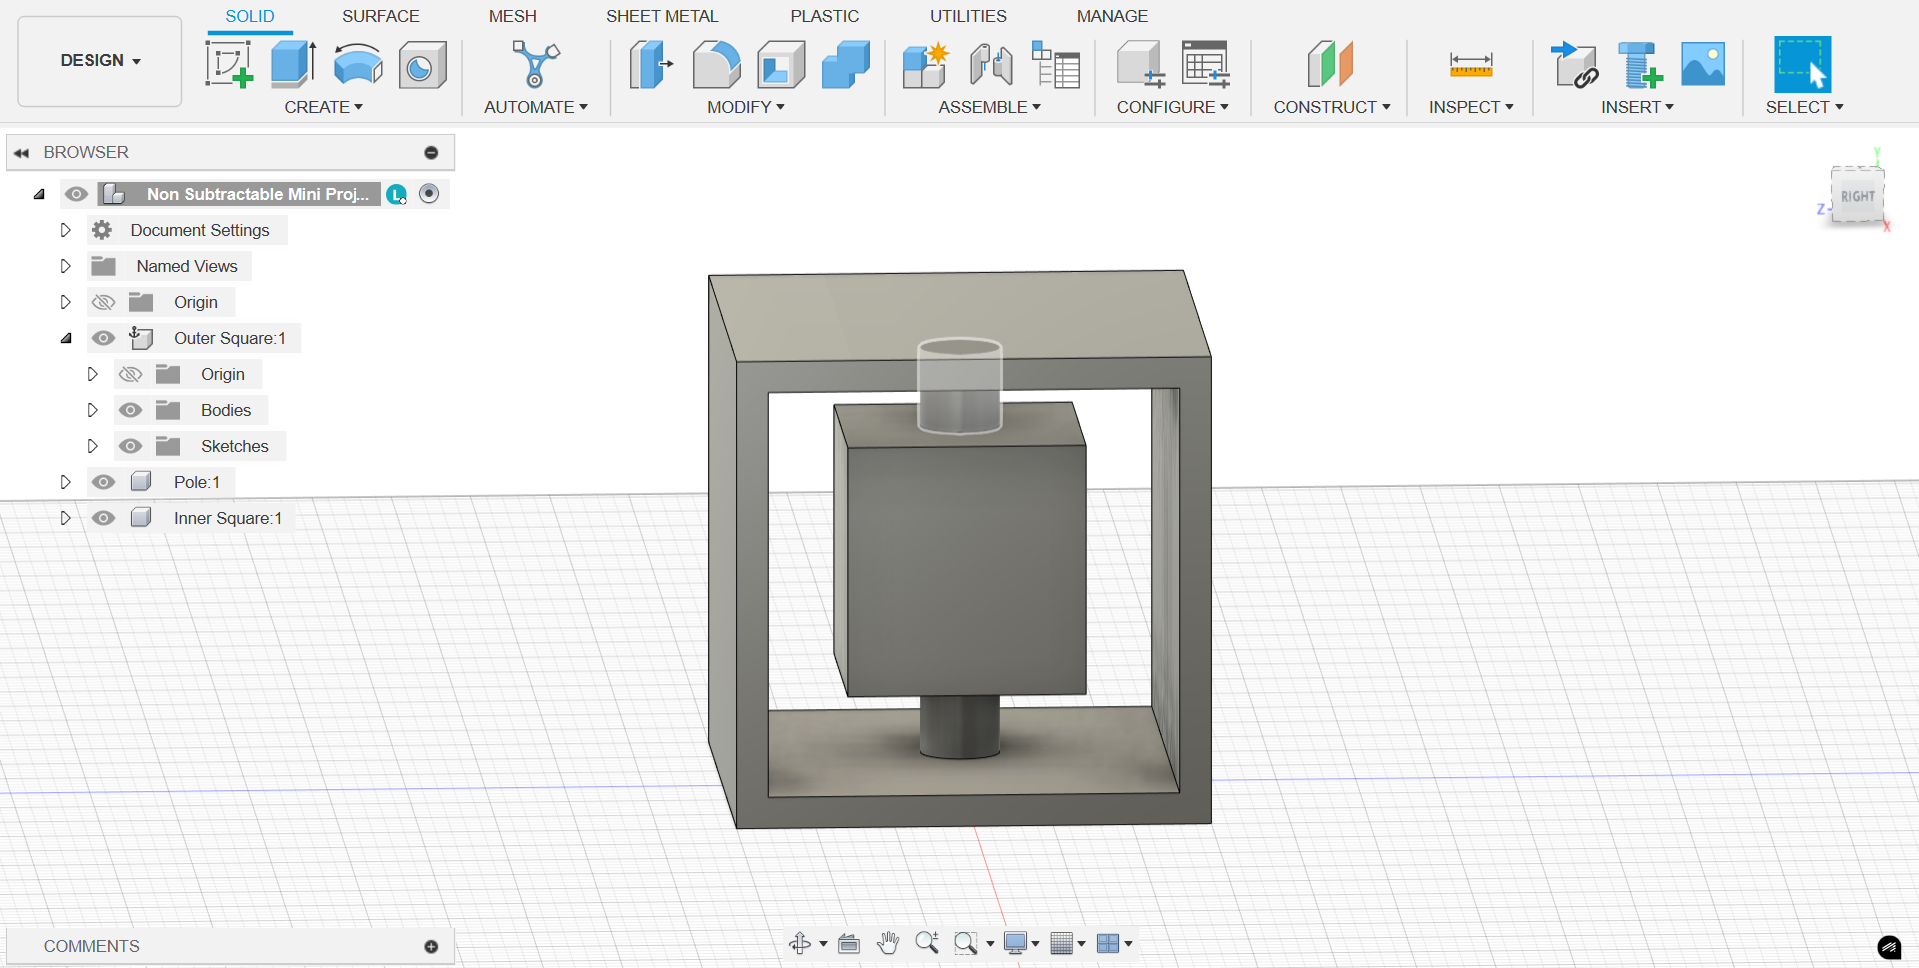 DESIGN
SOLID SURFACE MESH SHEET METAL PLASTIC UTILITIES MANAGE
CREATE AUTOMATE MODIFY ASSEMBLE CONFIGURE CONSTRUCT INSPECT INSERT SELECT
BROWSER
Non Subtractable Mini Proj... L
Document Settings
Named Views
Origin
Outer Square:1
Origin
Bodies
Sketches
Pole:1
Inner Square:1
Y
RIGHT
Z
X
COMMENTS